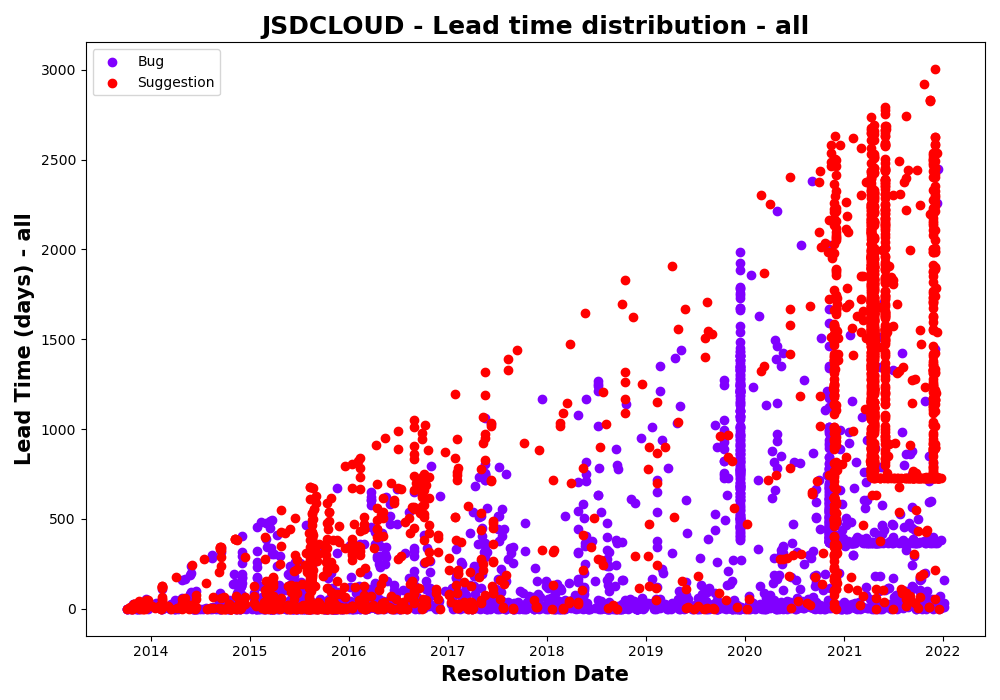 JSDCLOUD - Lead time distribution - all
Bug
Suggestion
Lead Time (days) - all
3000
2500
2000
1500
1000
500
0
2014 2015 2016 2017 2018 2019 2020 2021 2022
Resolution Date